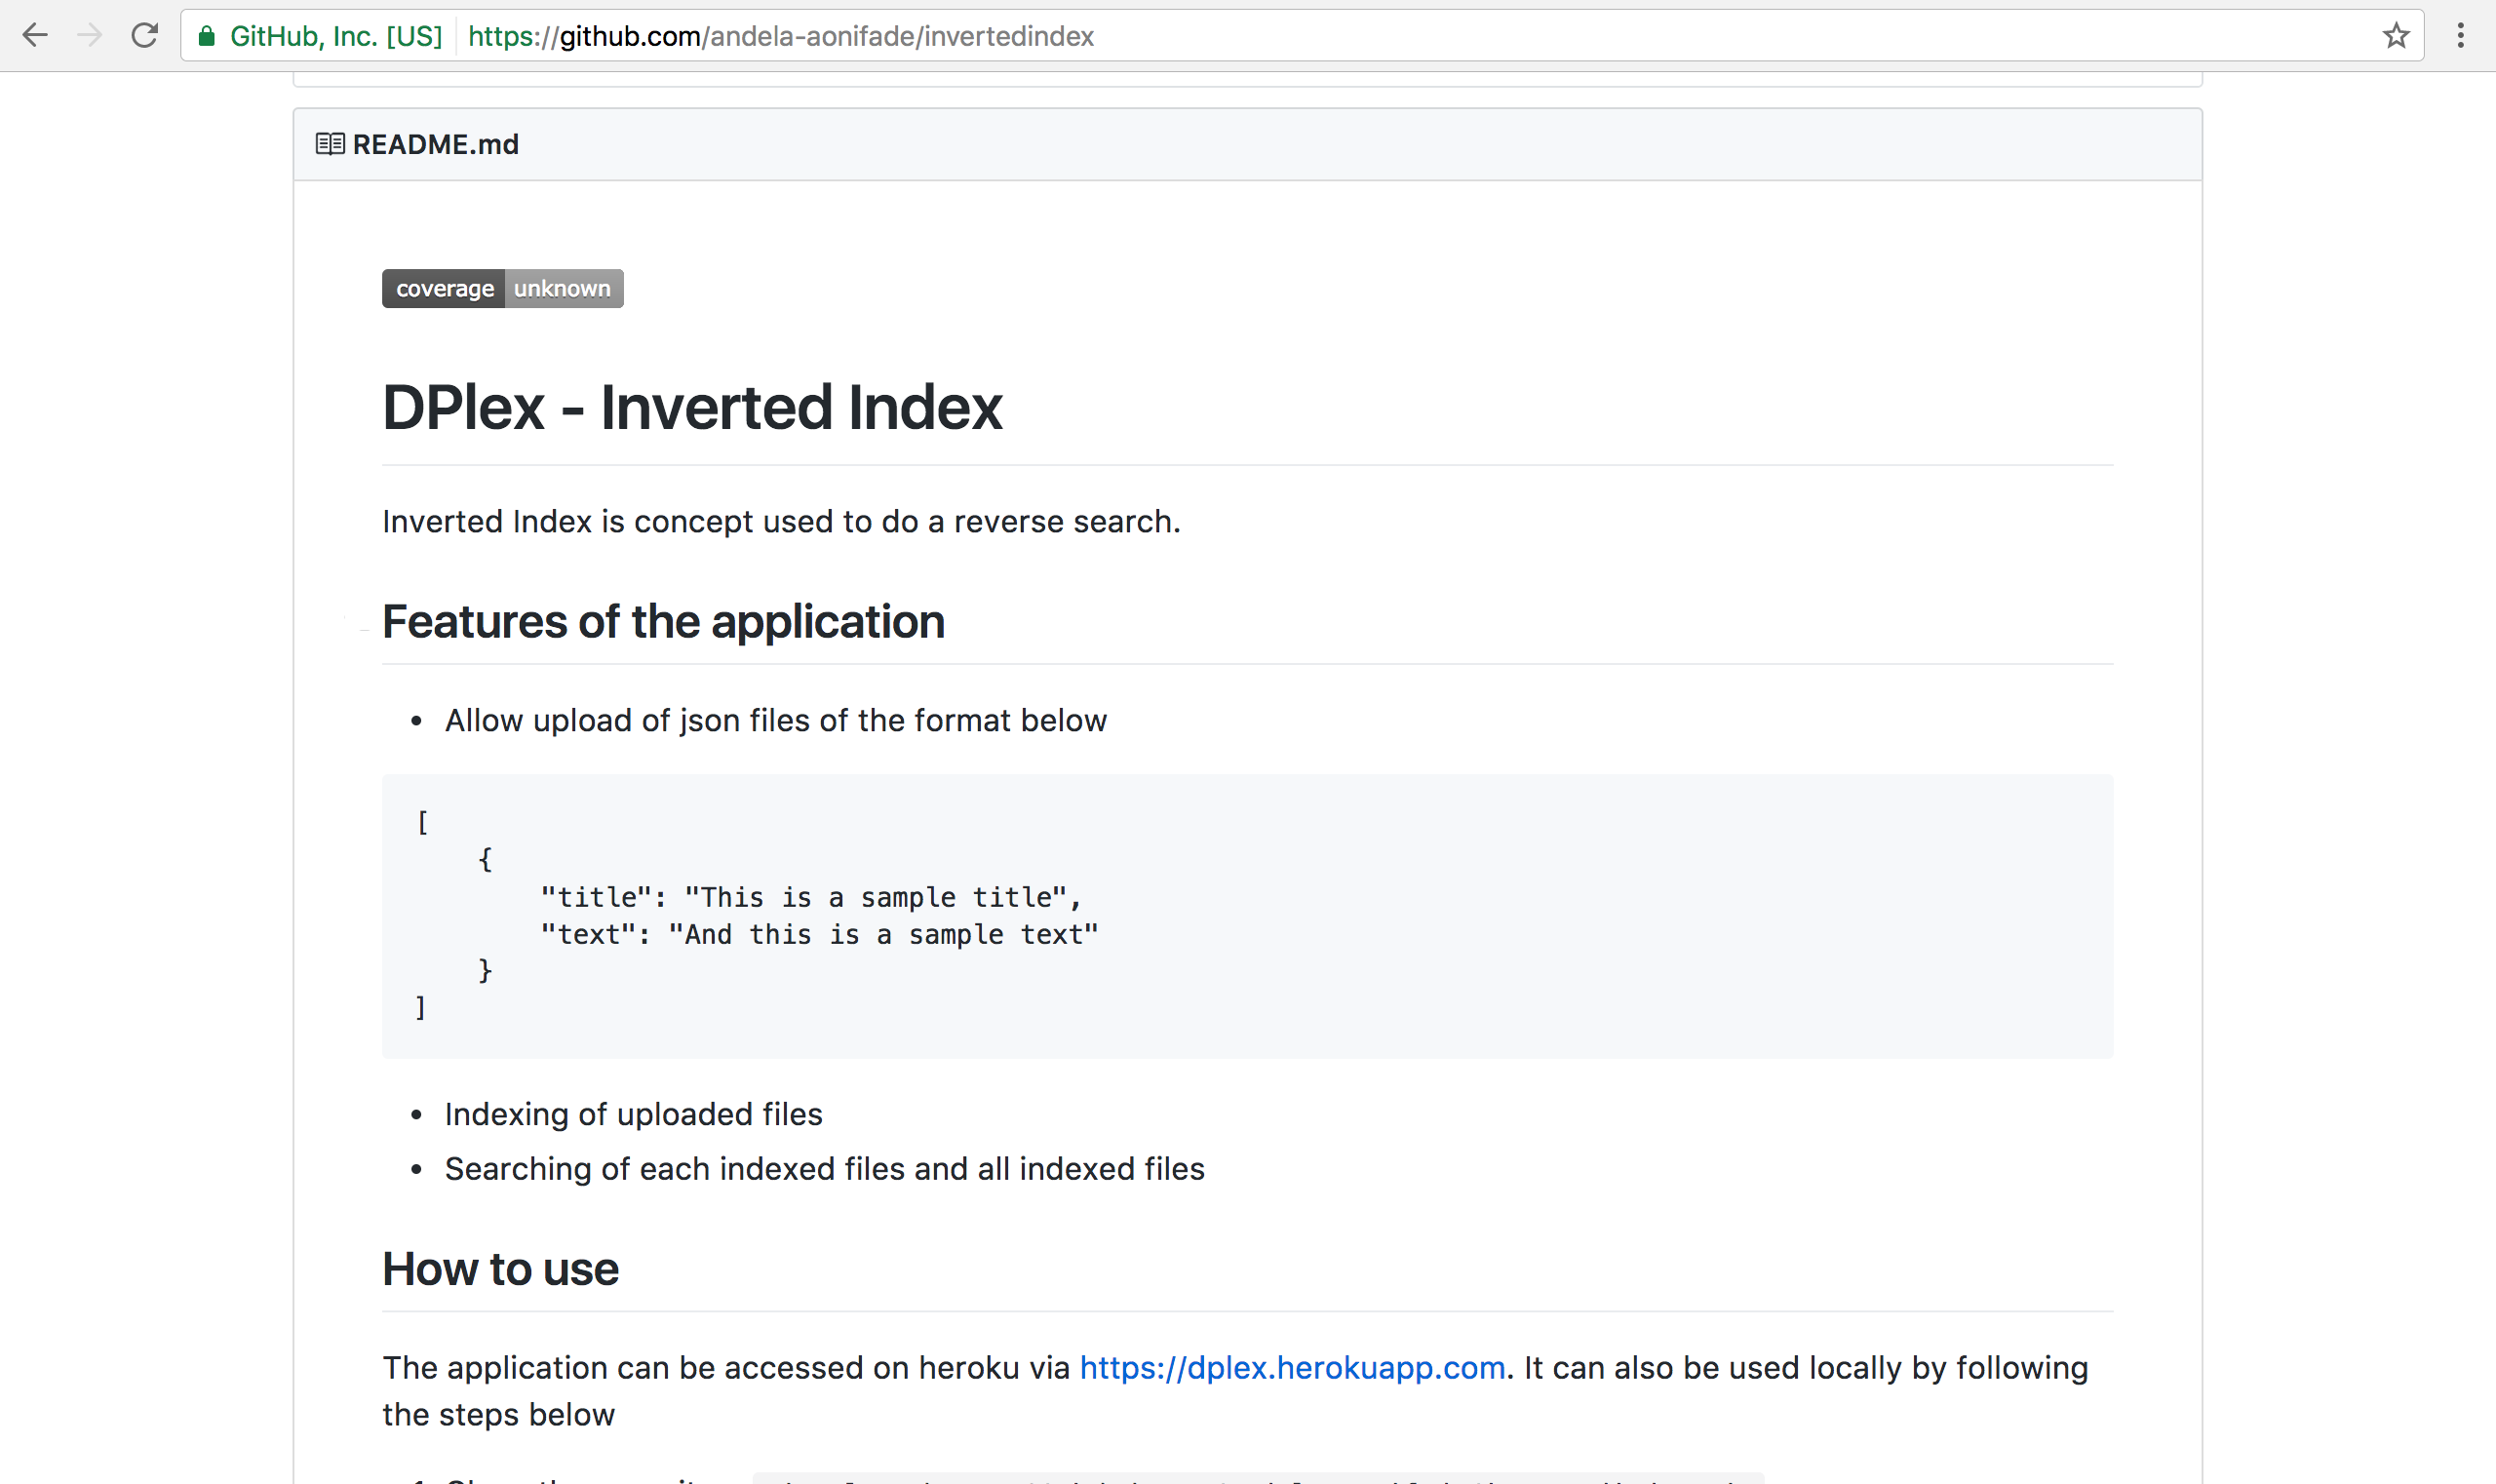 GitHub, Inc. [US] https://github.com/andela-aonifade/invertedindex
README.md
coverage unknown
DPlex - Inverted Index
Inverted Index is concept used to do a reverse search.
Features of the application
• Allow upload of json files of the format below
[
{
"title": "This is a sample title",
"text": "And this is a sample text"
}
]
• Indexing of uploaded files
• Searching of each indexed files and all indexed files
How to use
The application can be accessed on heroku via https://dplex.herokuapp.com. It can also be used locally by following
the steps below